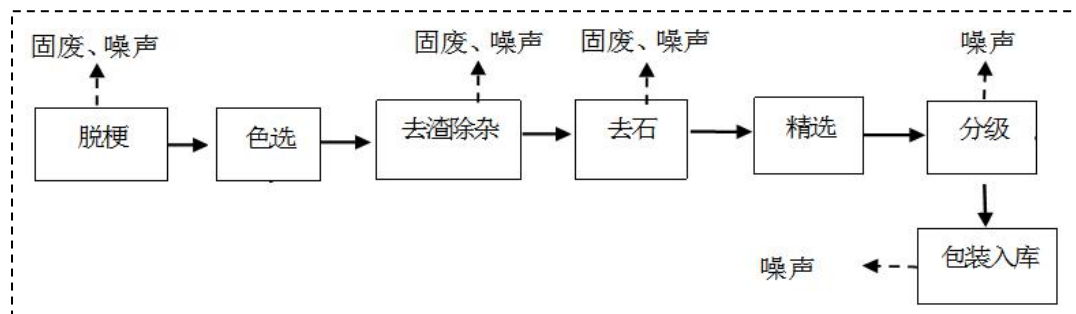 固废、噪声
固废、噪声
固废、噪声
噪声
脱梗
色选
去渣除杂
去石
精选
分级
噪声
包装入库